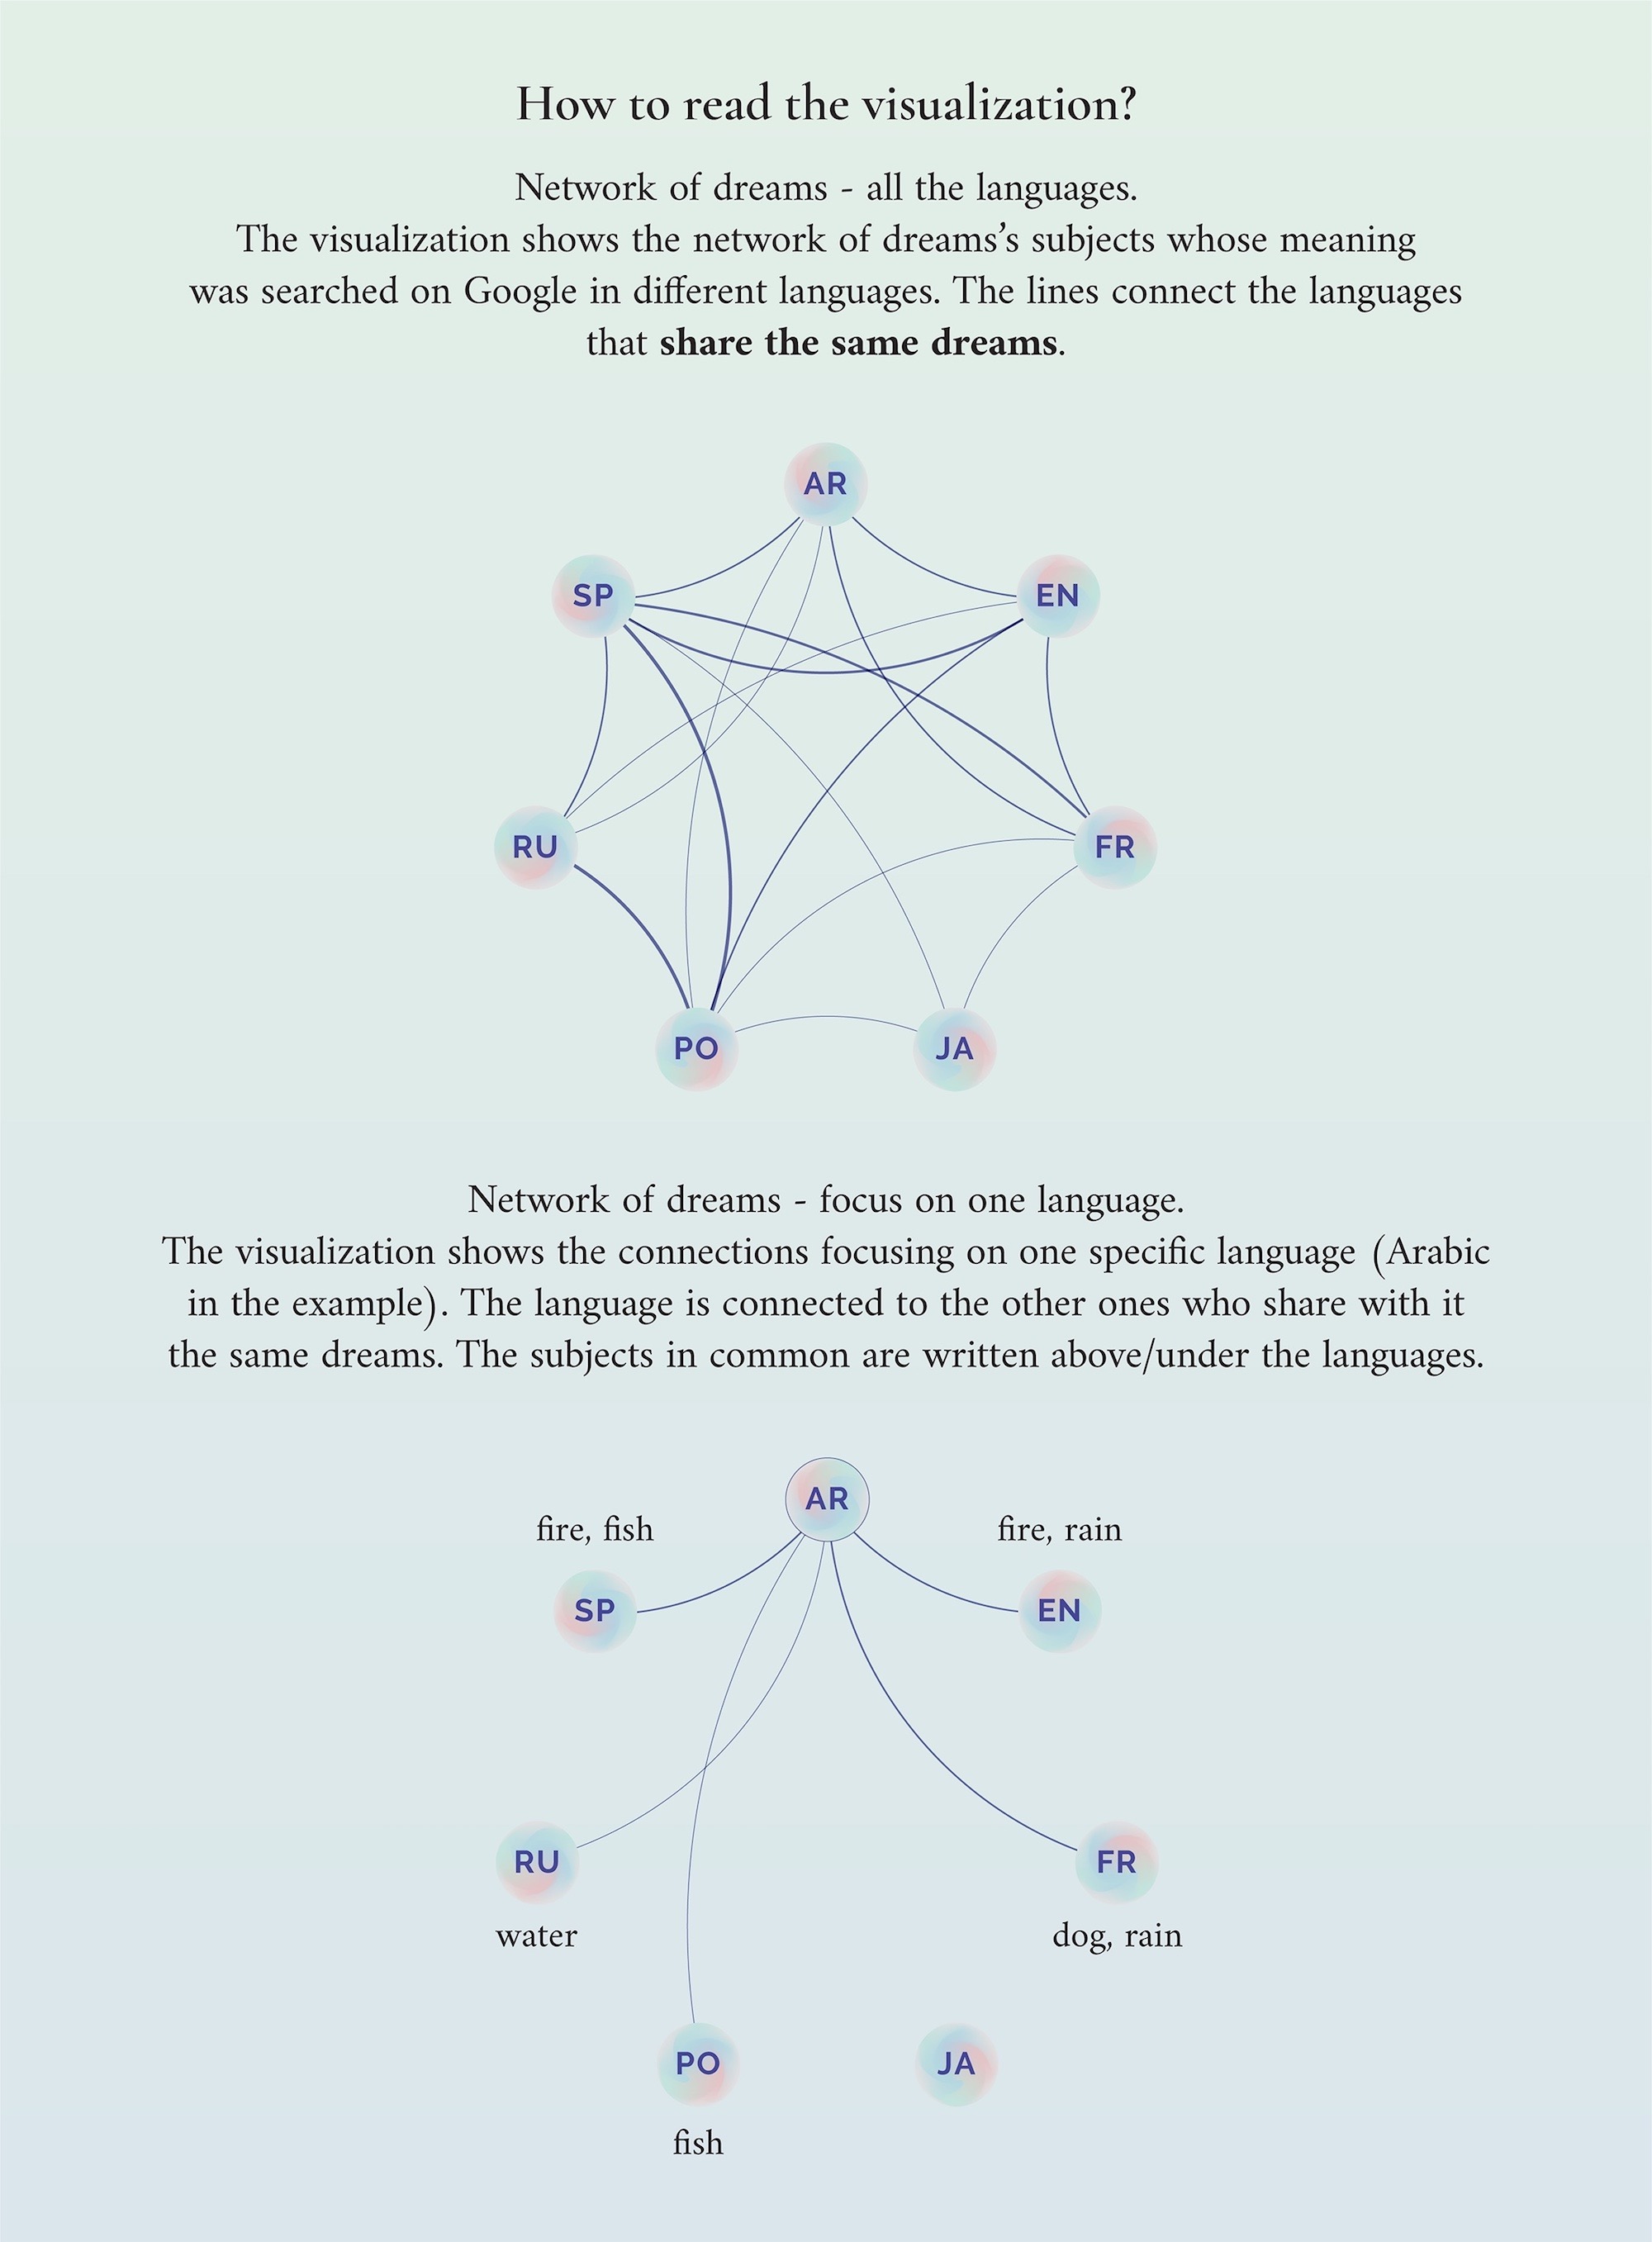 How to read the visualization?
Network of dreams - all the languages.
The visualization shows the network of dreams’s subjects whose meaning
was searched on Google in different languages. The lines connect the languages
that share the same dreams.
AR
SP
EN
RU
FR
PO
JA
Network of dreams - focus on one language.
The visualization shows the connections focusing on one specific language (Arabic
in the example). The language is connected to the other ones who share with it
the same dreams. The subjects in common are written above/under the languages.
AR
fire, fish
fire, rain
SP
EN
RU
FR
water
dog, rain
PO
JA
fish